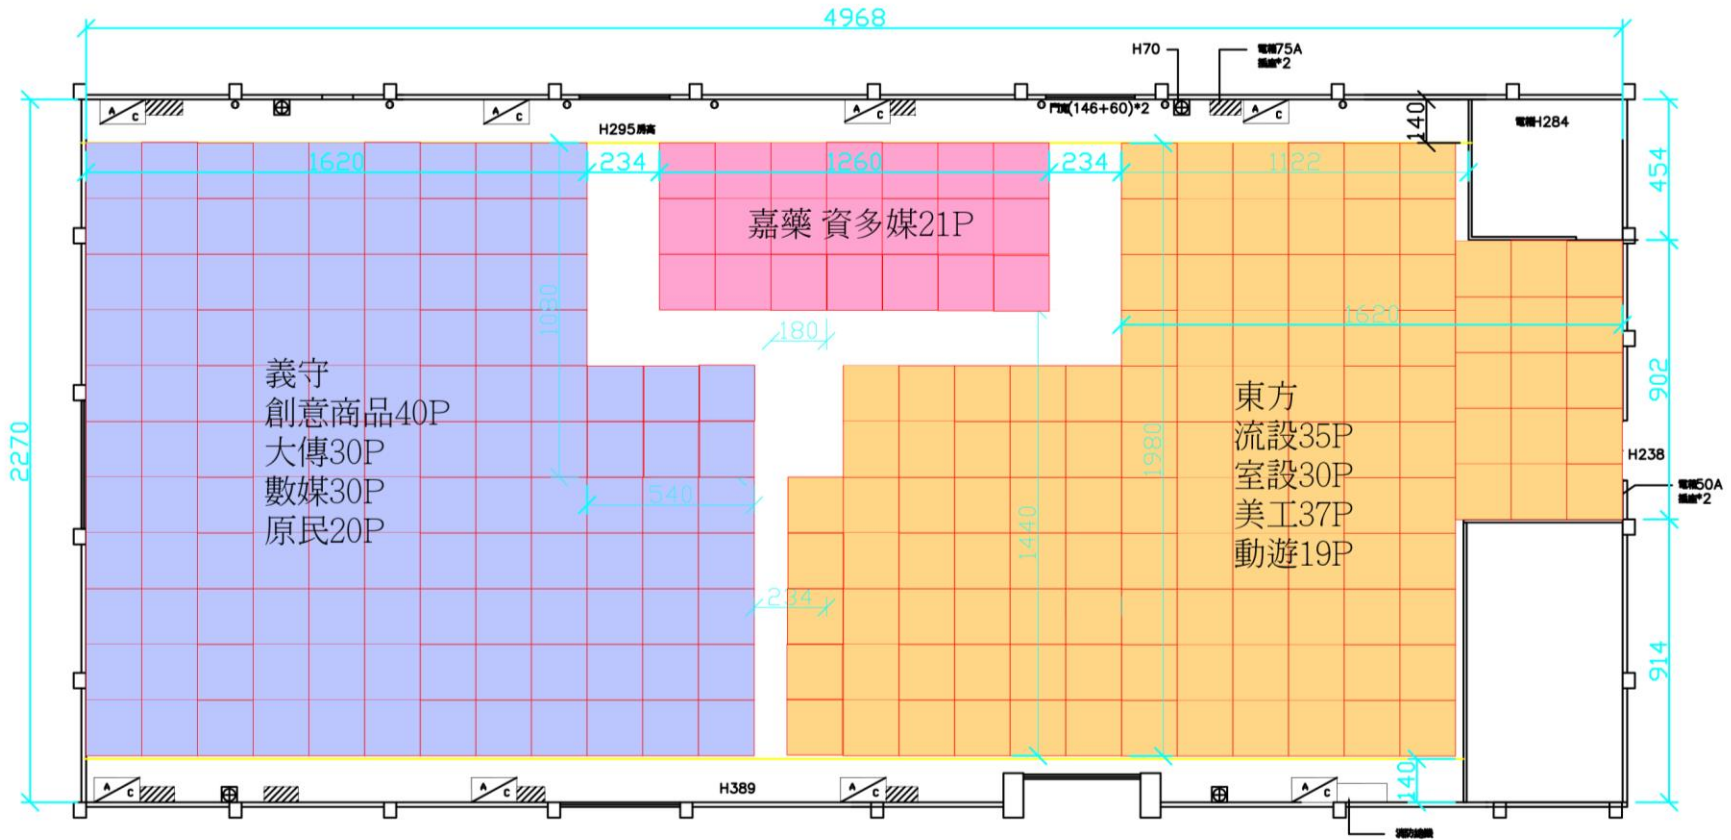 4968
H70
電箱75A
插座*2
A/C
A/C
A/C
門寬(146+60)*2
A/C
140
電箱H284
H295房高
1620
234
1260
234
1122
454
嘉藥 資多媒21P
1080
180
1620
義守
創意商品40P
大傳30P
數媒30P
原民20P
東方
流設35P
室設30P
美工37P
動遊19P
902
2270
1980
H238
540
電箱50A
插座*2
1440
234
914
140
A/C
A/C
H389
A/C
A/C